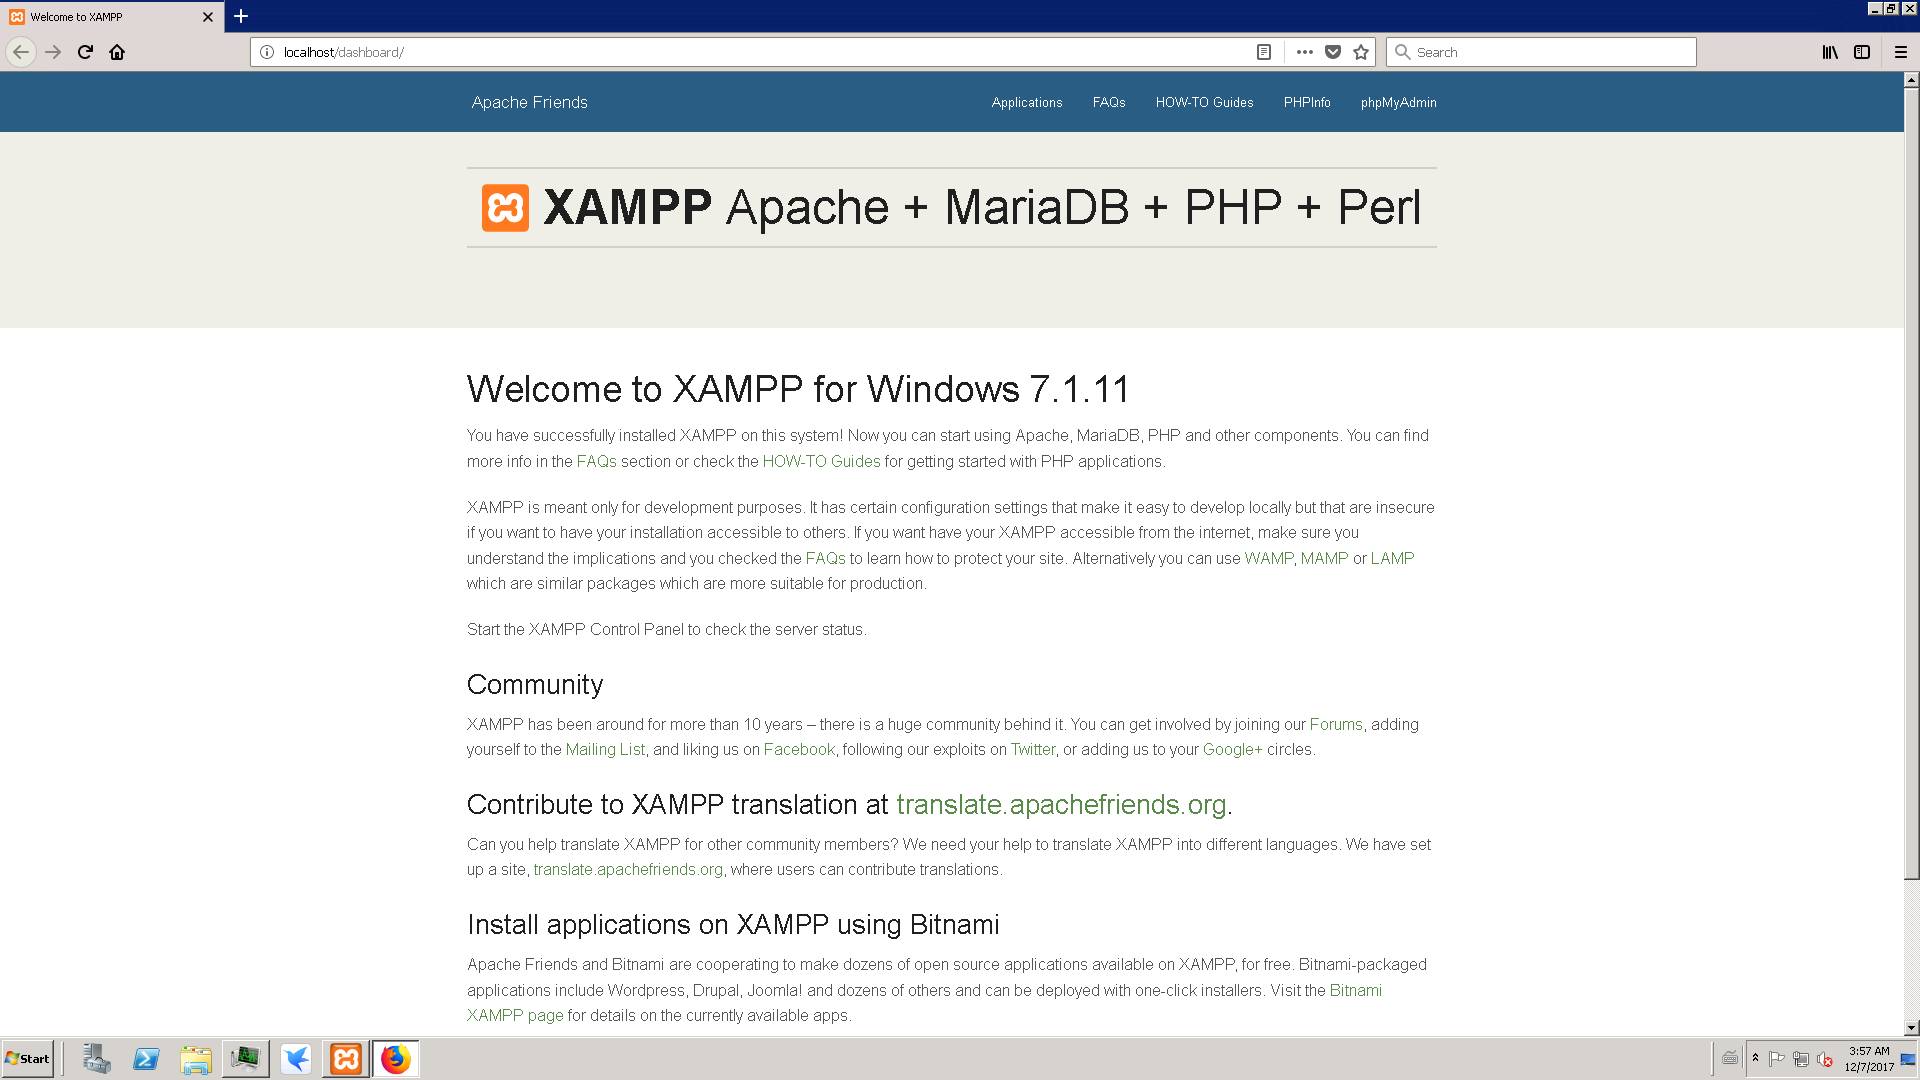 Welcome to XAMPP
localhost/dashboard/
Search
Apache Friends
Applications FAQs HOW-TO Guides PHPInfo phpMyAdmin
XAMPP Apache + MariaDB + PHP + Perl
Welcome to XAMPP for Windows 7.1.11
You have successfully installed XAMPP on this system! Now you can start using Apache, MariaDB, PHP and other components. You can find
more info in the FAQs section or check the HOW-TO Guides for getting started with PHP applications.
XAMPP is meant only for development purposes. It has certain configuration settings that make it easy to develop locally but that are insecure
if you want to have your installation accessible to others. If you want have your XAMPP accessible from the internet, make sure you
understand the implications and you checked the FAQs to learn how to protect your site. Alternatively you can use WAMP, MAMP or LAMP
which are similar packages which are more suitable for production.
Start the XAMPP Control Panel to check the server status.
Community
XAMPP has been around for more than 10 years – there is a huge community behind it. You can get involved by joining our Forums, adding
yourself to the Mailing List, and liking us on Facebook, following our exploits on Twitter, or adding us to your Google+ circles.
Contribute to XAMPP translation at translate.apachefriends.org.
Can you help translate XAMPP for other community members? We need your help to translate XAMPP into different languages. We have set
up a site, translate.apachefriends.org, where users can contribute translations.
Install applications on XAMPP using Bitnami
Apache Friends and Bitnami are cooperating to make dozens of open source applications available on XAMPP, for free. Bitnami-packaged
applications include Wordpress, Drupal, Joomla! and dozens of others and can be deployed with one-click installers. Visit the Bitnami
XAMPP page for details on the currently available apps.
Start
3:57 AM
12/7/2017